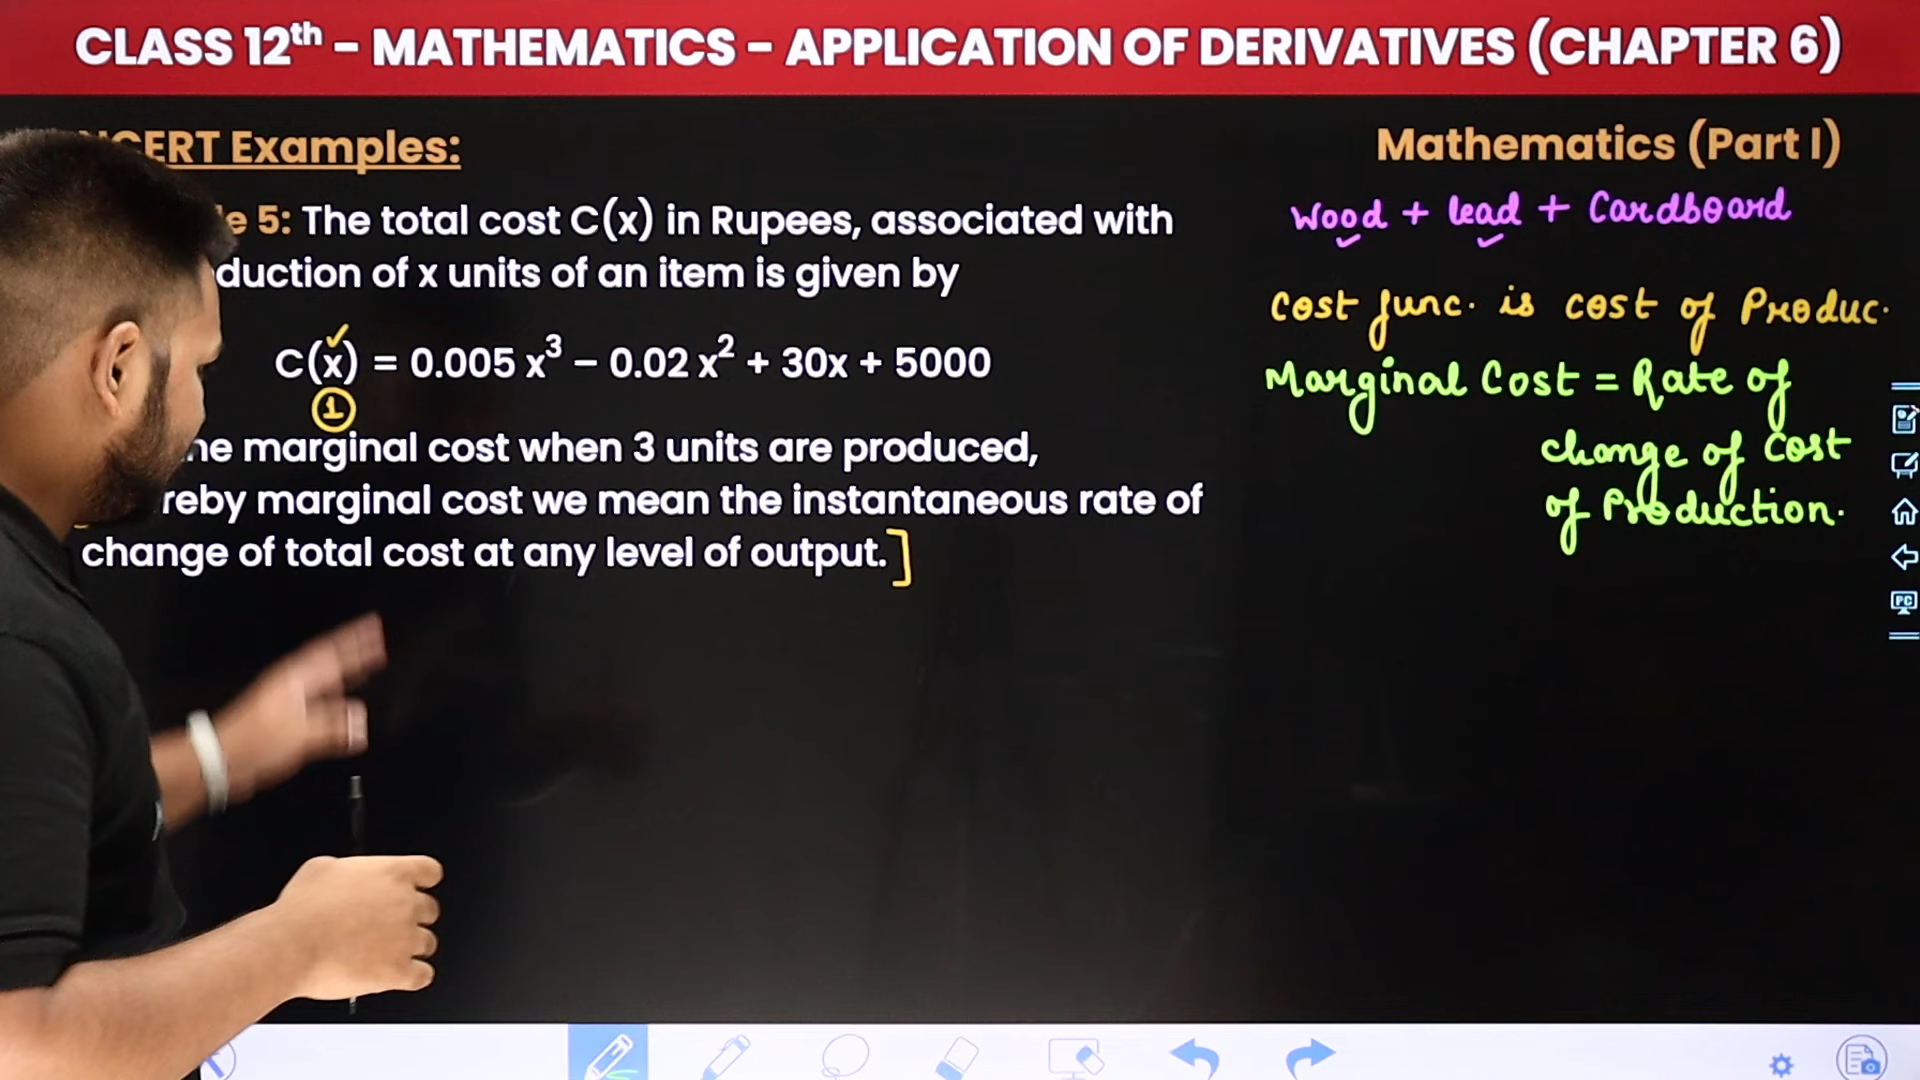 CLASS 12th - MATHEMATICS - APPLICATION OF DERIVATIVES (CHAPTER 6)
NCERT Examples:
Mathematics (Part I)
5: The total cost C(x) in Rupees, associated with
of x units of an item is given by
C(x) = 0.005 x³ – 0.02 x² + 30x + 5000
1
marginal cost when 3 units are produced,
marginal cost we mean the instantaneous rate of
change of total cost at any level of output.]
Wood + lead + Cardboard
Cost func. is cost of Produc.
Marginal Cost = Rate of
change of Cost
of Production.
PC